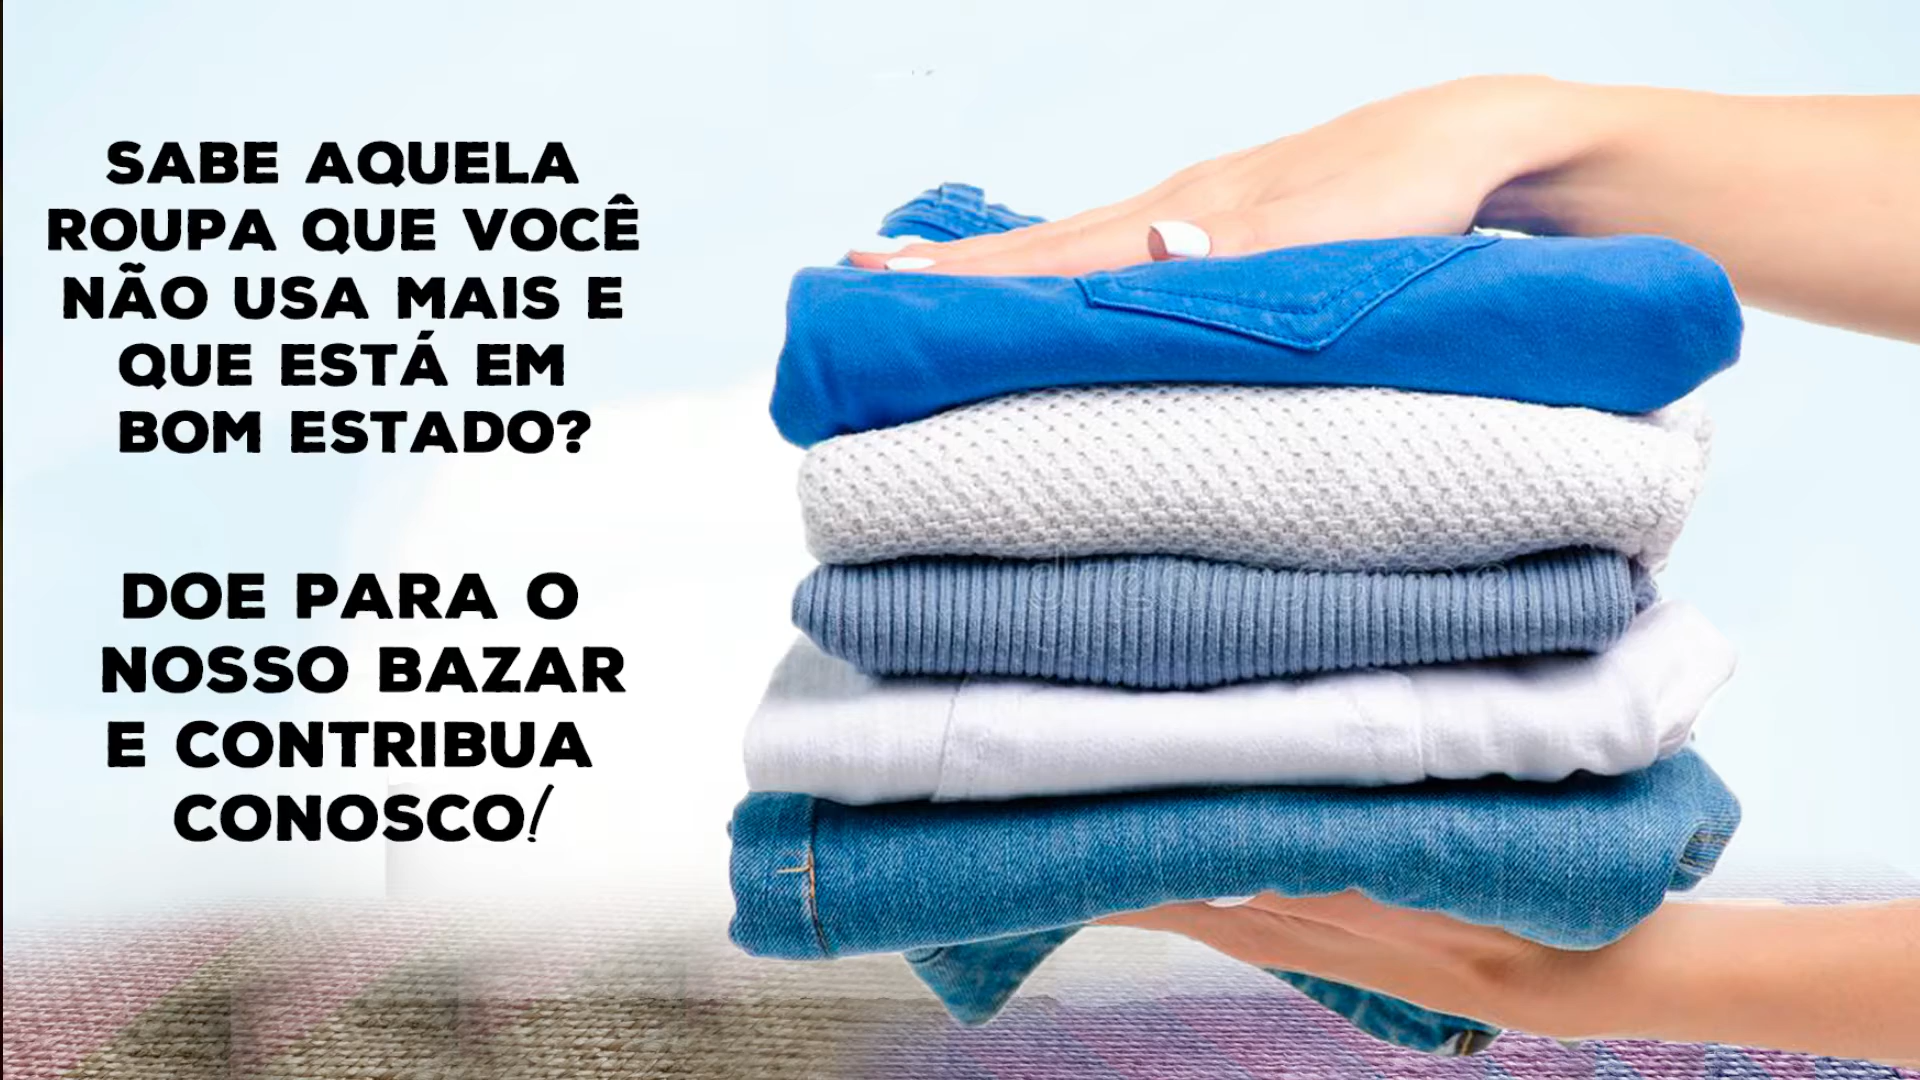 SABE AQUELA
ROUPA QUE VOCÊ
NÃO USA MAIS E
QUE ESTÁ EM
BOM ESTADO?
DOE PARA O
NOSSO BAZAR
E CONTRIBUA
CONOSCO!
dreamstime